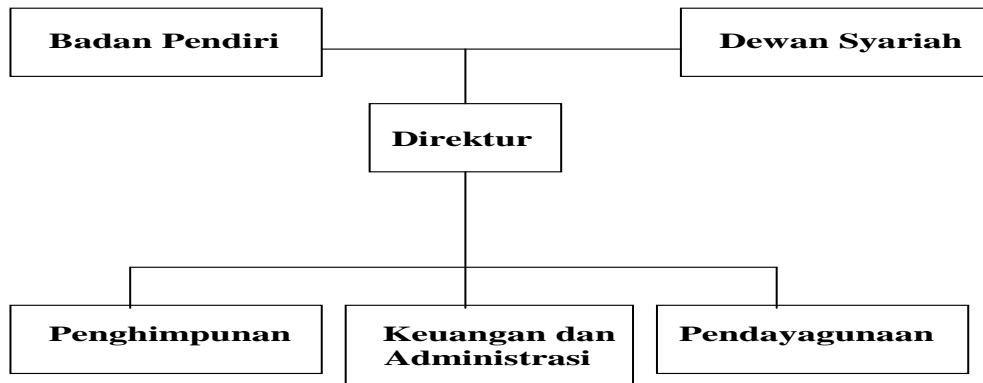 Badan Pendiri
Dewan Syariah
Direktur
Penghimpunan
Keuangan dan
Administrasi
Pendayagunaan